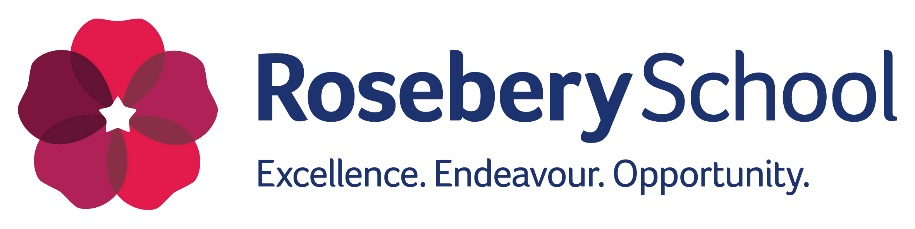 Rosebery School
Excellence. Endeavour. Opportunity.